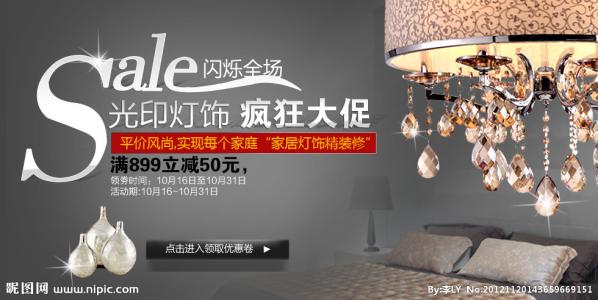 Sale 闪烁全场
光印灯饰 疯狂大促
平价风尚,实现每个家庭“家居灯饰精装修”
满899立减50元,
领券时间：10月16日至10月31日
活动期:10月16-10月31日
点击进入领取优惠卷
昵图网 www.nipic.com
By:李LY No:20121120143659669151